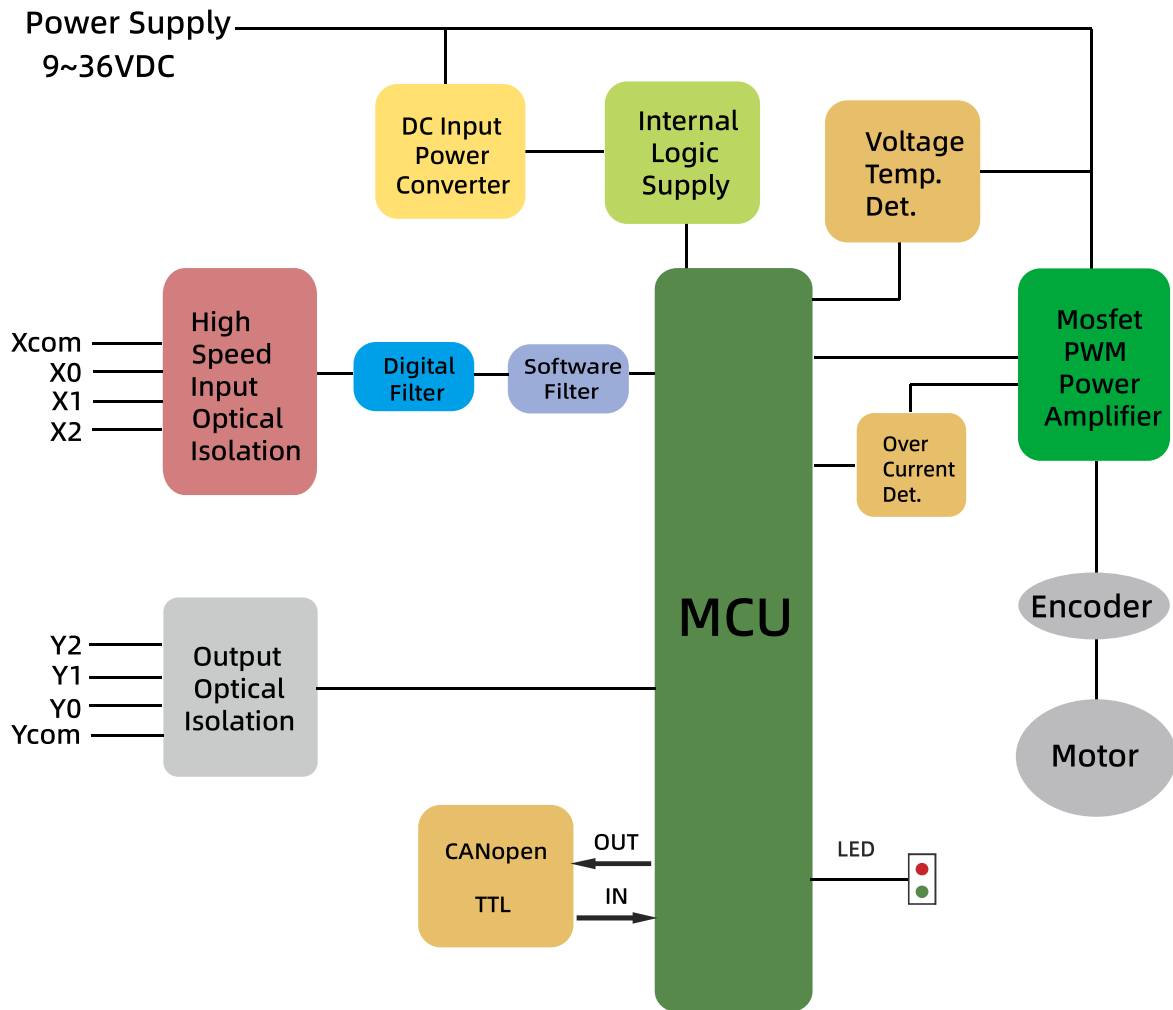 Power Supply
9~36VDC
DC Input
Power
Converter
Internal
Logic
Supply
Voltage
Temp.
Det.
High
Speed
Input
Optical
Isolation
Xcom
X0
X1
X2
Digital
Filter
Software
Filter
Mosfet
PWM
Power
Amplifier
Over
Current
Det.
MCU
Encoder
Motor
Y2
Y1
Y0
Ycom
Output
Optical
Isolation
CANopen
TTL
OUT
IN
LED